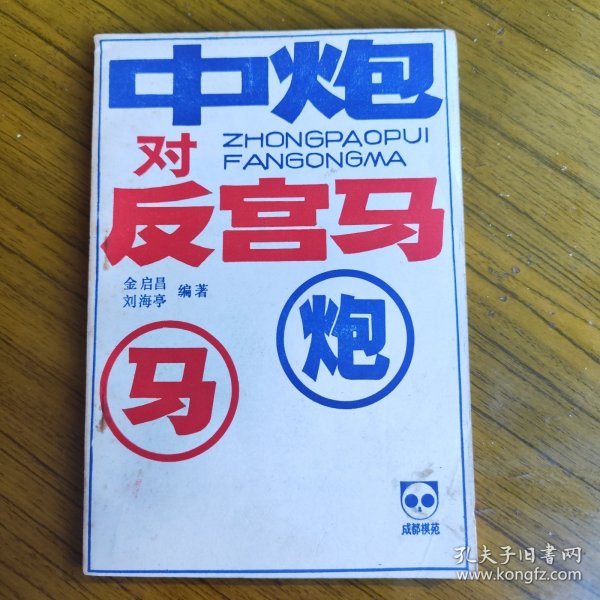 中炮
对
ZHONGPAOPUI
FANGONGMA
反宫马
金启昌
刘海亭
编著
炮
马
成都棋苑
孔夫子旧书网
www.kongfz.com